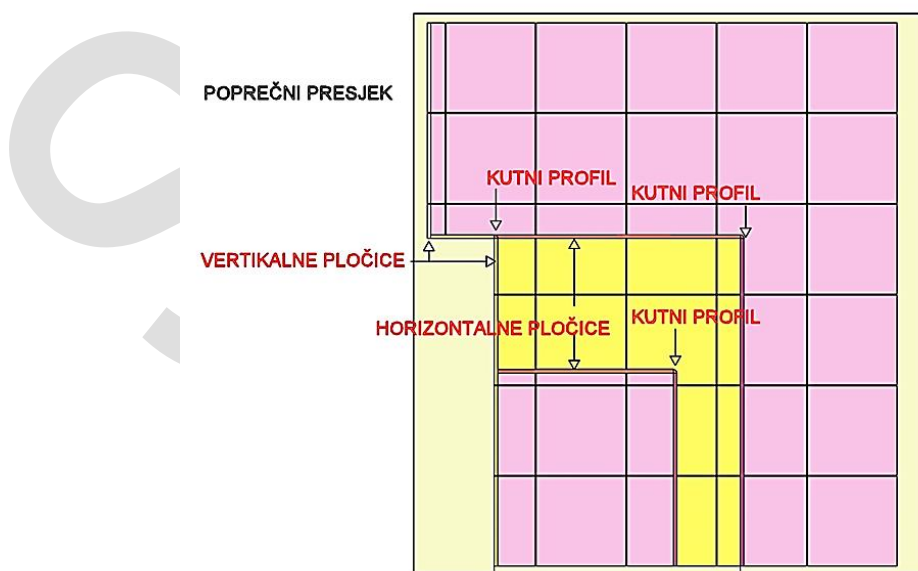 POPREČNI PRESJEK
KUTNI PROFIL
KUTNI PROFIL
VERTIKALNE PLOČICE
HORIZONTALNE PLOČICE
KUTNI PROFIL